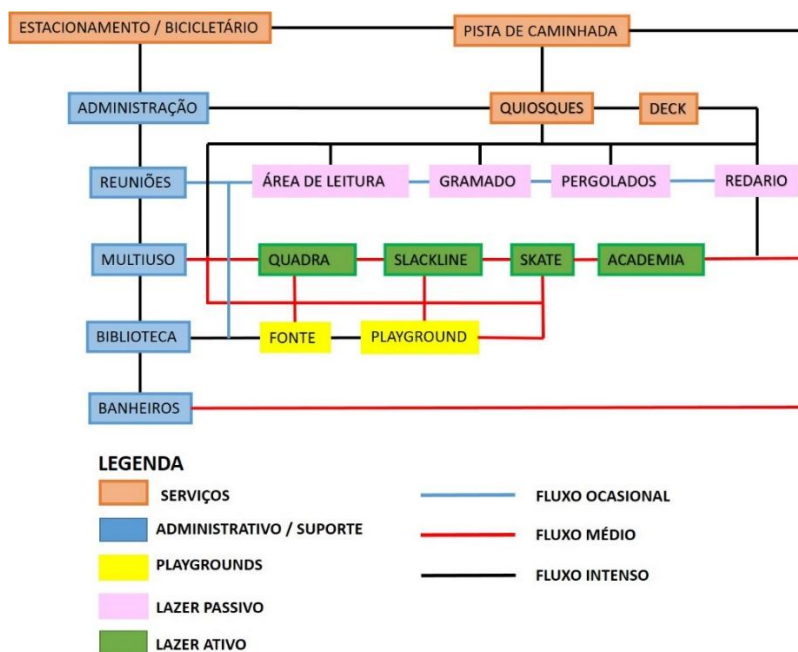 ESTACIONAMENTO / BICICLETÁRIO
PISTA DE CAMINHADA
ADMINISTRAÇÃO
QUIOSQUES
DECK
REUNIÕES
ÁREA DE LEITURA
GRAMADO
PERGOLADOS
REDARIO
MULTIUSO
QUADRA
SLACKLINE
SKATE
ACADEMIA
BIBLIOTECA
FONTE
PLAYGROUND
BANHEIROS
LEGENDA
SERVIÇOS
FLUXO OCASIONAL
ADMINISTRATIVO / SUPORTE
FLUXO MÉDIO
PLAYGROUNDS
FLUXO INTENSO
LAZER PASSIVO
LAZER ATIVO